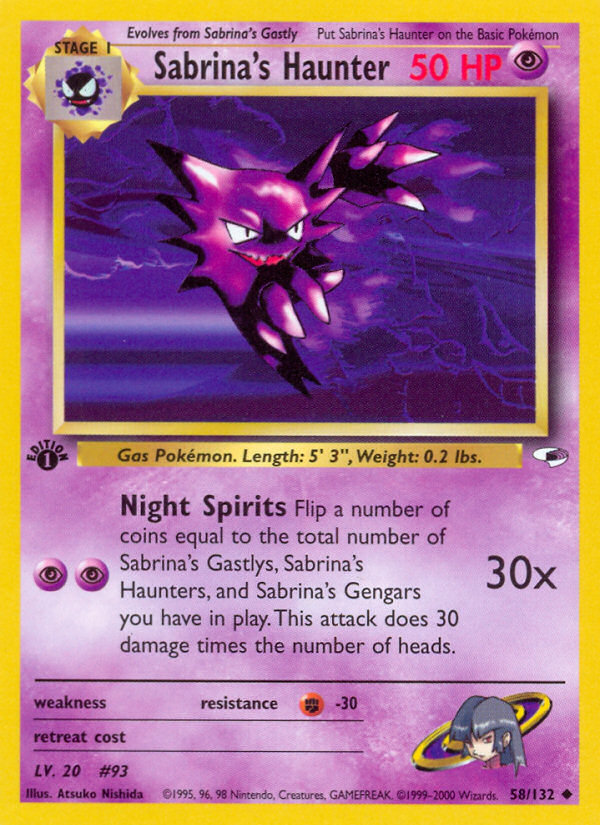 Evolves from Sabrina's Gastly Put Sabrina's Haunter on the Basic Pokémon
STAGE 1
Sabrina's Haunter 50 HP
EDITION
1
Gas Pokémon. Length: 5' 3", Weight: 0.2 lbs.
Night Spirits Flip a number of
coins equal to the total number of
Sabrina's Gastlys, Sabrina's
Haunters, and Sabrina's Gengars
you have in play. This attack does 30
damage times the number of heads.
30x
weakness resistance -30
retreat cost
LV. 20 #93
Illus. Atsuko Nishida ©1995, 96, 98 Nintendo, Creatures, GAMEFREAK. ©1999-2000 Wizards. 58/132